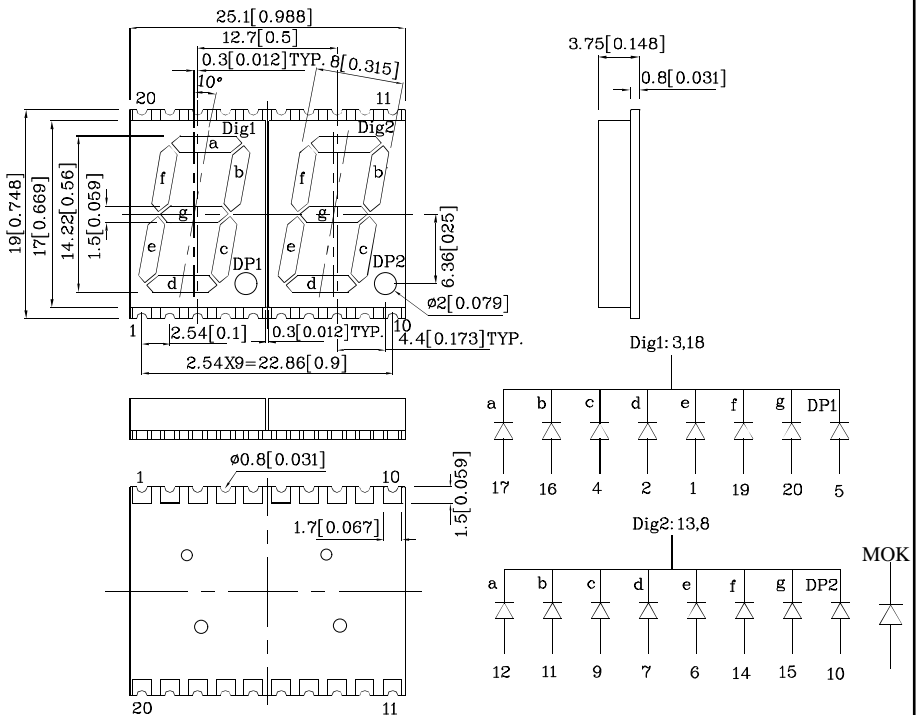 25.1[0.988]
12.7[0.5]
0.3[0.012]TYP.
8[0.315]
10°
20
11
Dig1
Dig2
a
b
f
g
e
c
d
DP1
f
b
g
e
c
d
DP2
19[0.748]
17[0.669]
14.22[0.56]
1.5[0.059]
6.36[025]
ø2[0.079]
1
10
2.54[0.1]
0.3[0.012]TYP.
4.4[0.173]TYP.
2.54X9=22.86[0.9]
3.75[0.148]
0.8[0.031]
Dig1:3,18
a b c d e f g DP1
17 16 4 2 1 19 20 5
Dig2:13,8
MOK
a b c d e f g DP2
12 11 9 7 6 14 15 10
1
ø0.8[0.031]
10
1.5[0.059]
1.7[0.067]
20
11